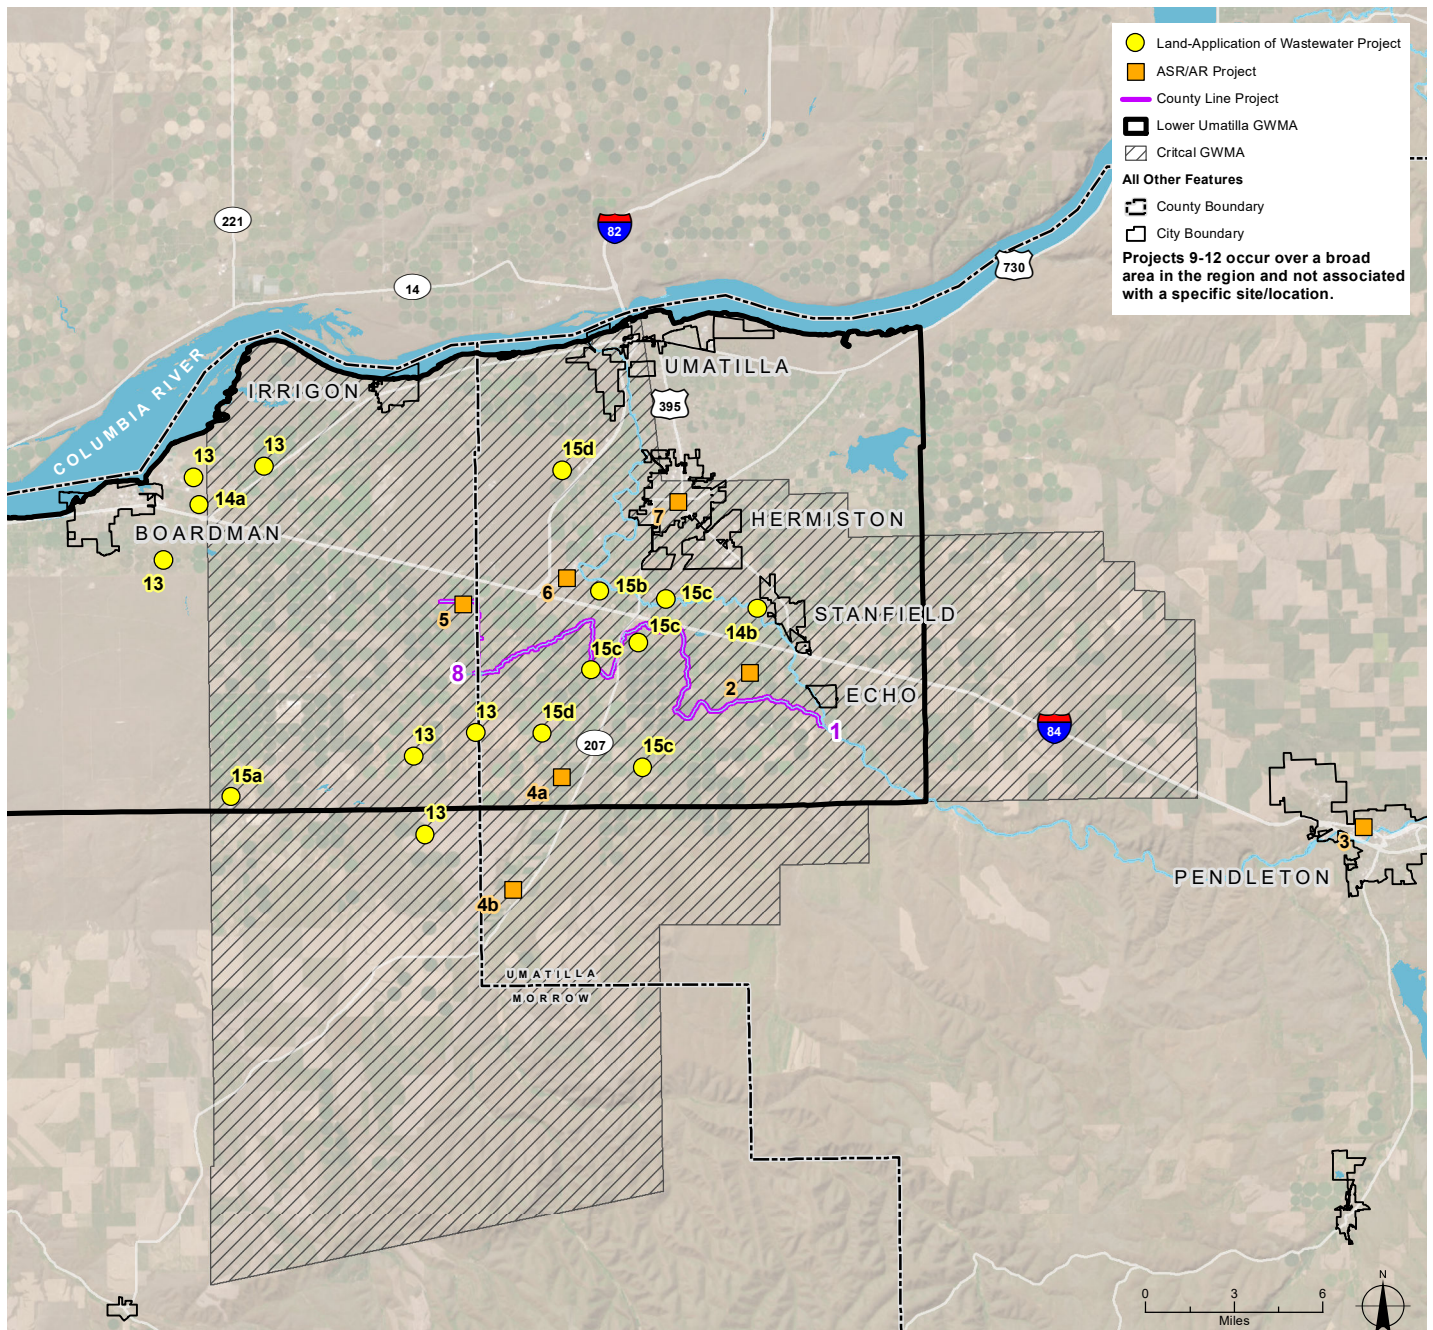 Land-Application of Wastewater Project
ASR/AR Project
County Line Project
Lower Umatilla GWMA
Critcal GWMA
All Other Features
County Boundary
City Boundary
Projects 9-12 occur over a broad
area in the region and not associated
with a specific site/location.
221
82
14
730
COLUMBIA RIVER
IRRIGON
UMATILLA
395
13
13
15d
14a
7
HERMISTON
BOARDMAN
13
6
15b
15c
5
14b
STANFIELD
15c
15c
8
2
ECHO
13
15d
207
1
84
13
15c
15a
4a
13
3
PENDLETON
4b
UMATILLA
MORROW
N
0 3 6
Miles